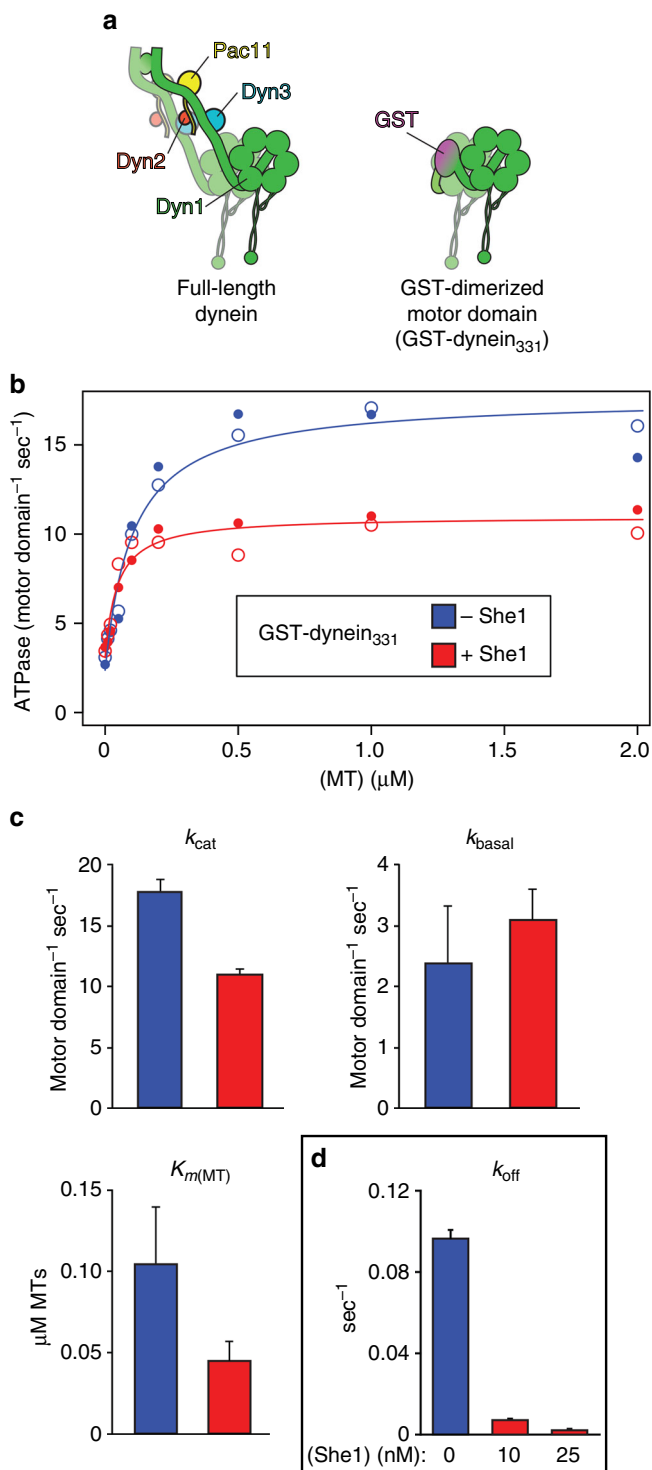 a
Pac11
Dyn3
GST
Dyn2
Dyn1
Full-length
dynein
GST-dimerized
motor domain
(GST-dynein₃₃₁)
b
ATPase (motor domain⁻¹ sec⁻¹)
15
10
5
0
GST-dynein₃₃₁
– She1
+ She1
0 0.5 1.0 1.5 2.0
(MT) (μM)
c
k_cat
Motor domain⁻¹ sec⁻¹
20
15
10
5
0
k_basal
Motor domain⁻¹ sec⁻¹
4
3
2
1
0
K_m(MT)
μM MTs
0.15
0.10
0.05
0
d
k_off
sec⁻¹
0.12
0.08
0.04
0
(She1) (nM): 0 10 25